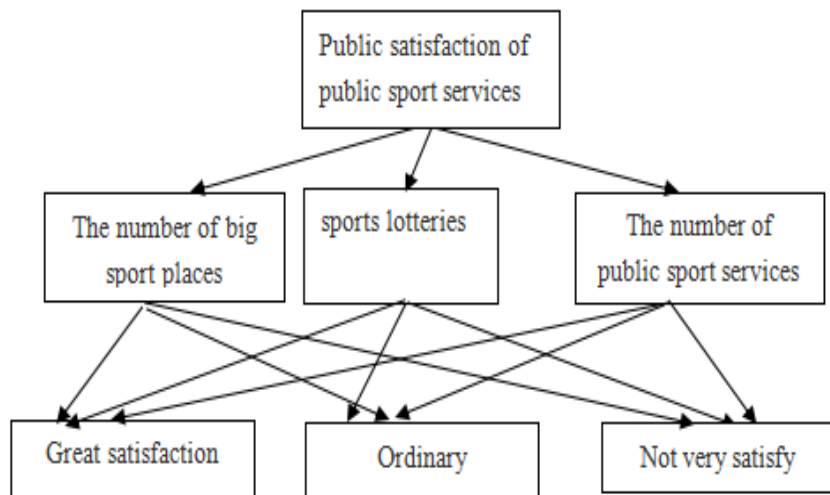 Public satisfaction of
public sport services
The number of big
sport places
sports lotteries
The number of
public sport services
Great satisfaction
Ordinary
Not very satisfy